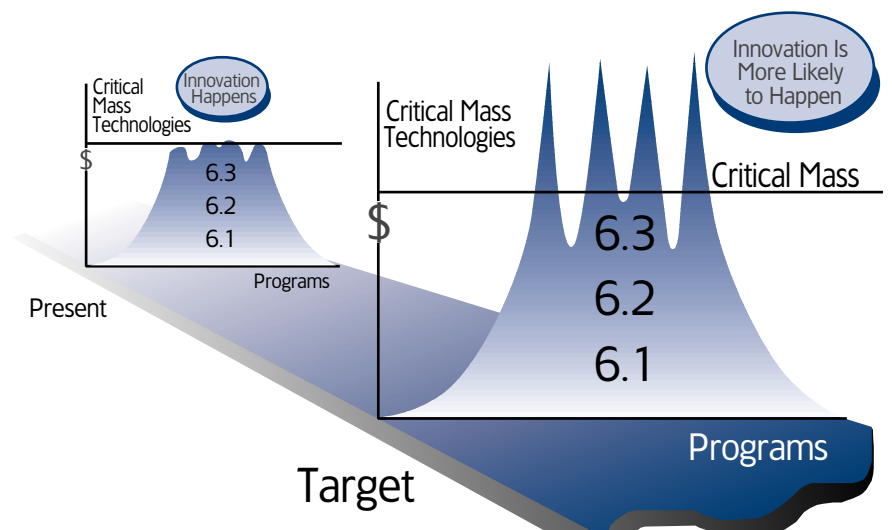 Critical
Mass
Technologies
Innovation
Happens
$
6.3
6.2
6.1
Programs
Present
Critical Mass
Technologies
Innovation Is
More Likely
to Happen
Critical Mass
$
6.3
6.2
6.1
Programs
Target